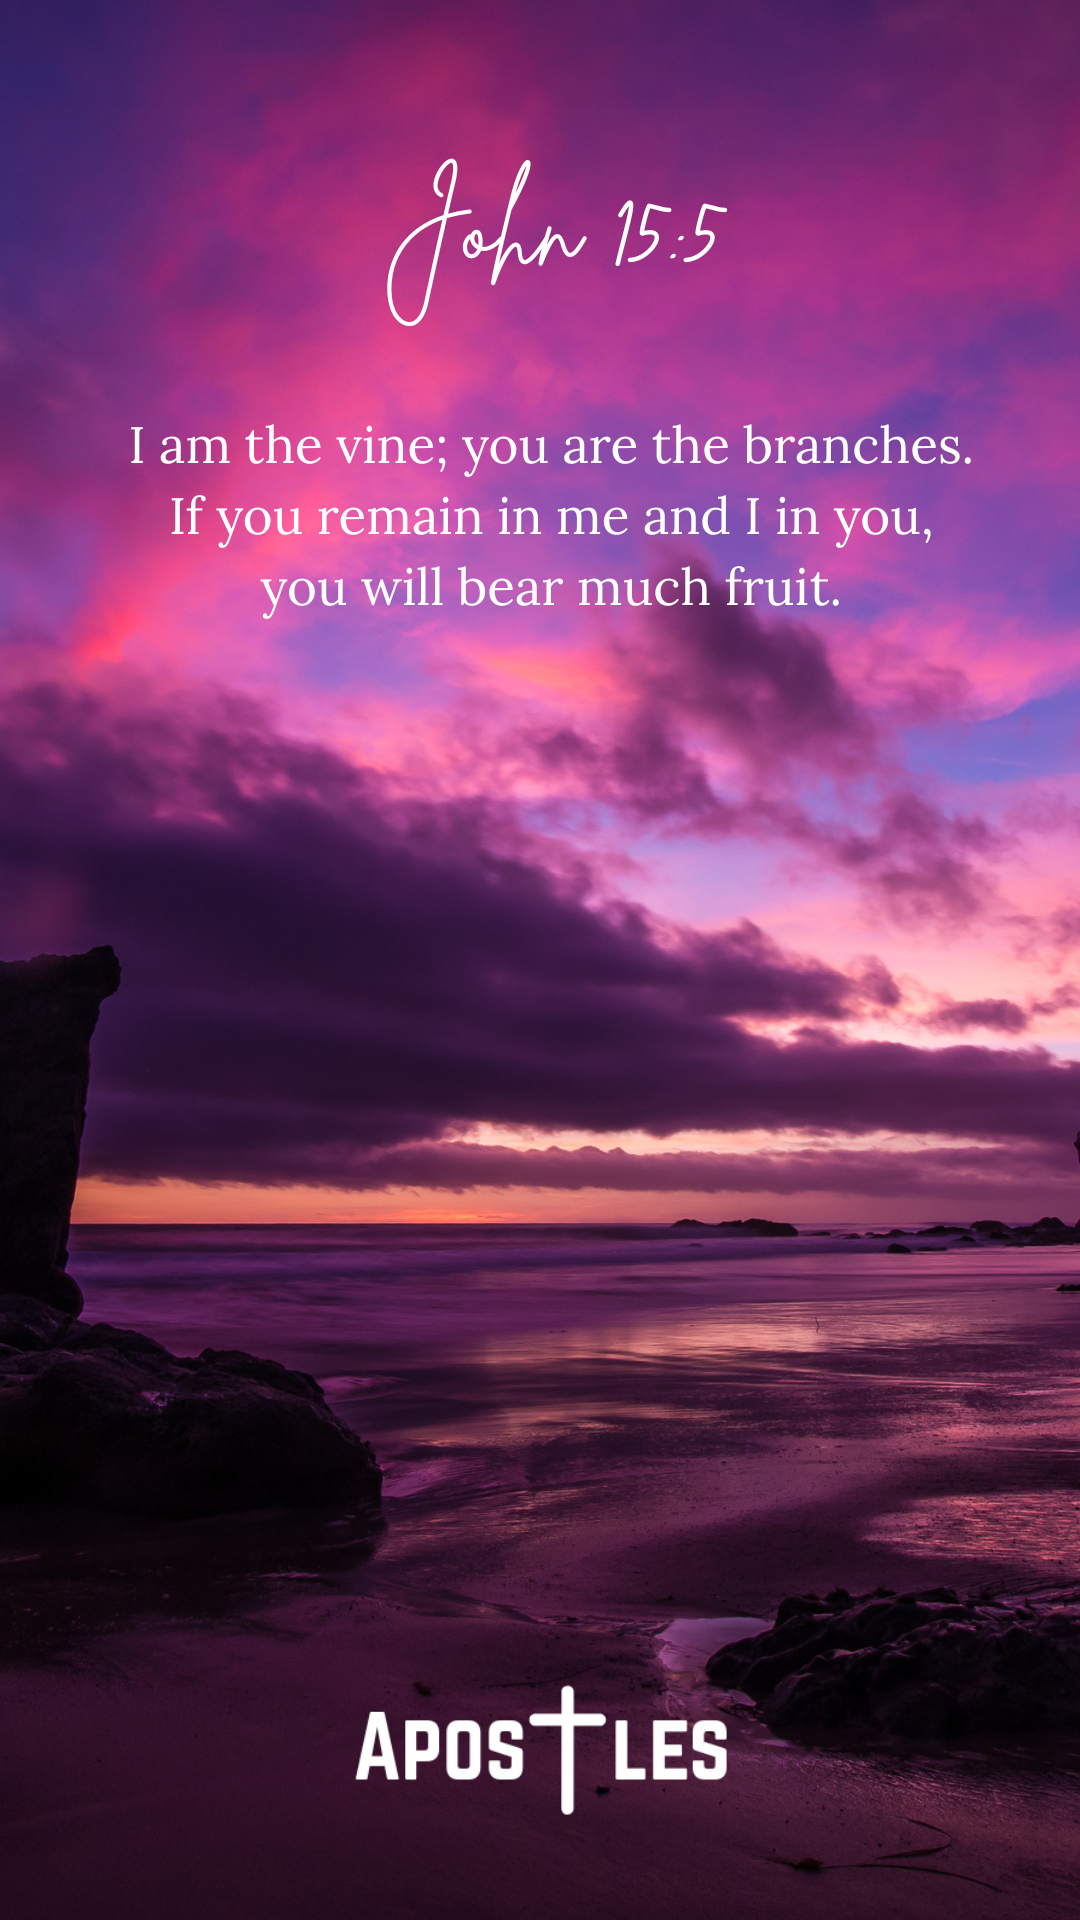 John 15:5
I am the vine; you are the branches.
If you remain in me and I in you,
you will bear much fruit.
APOSTLES